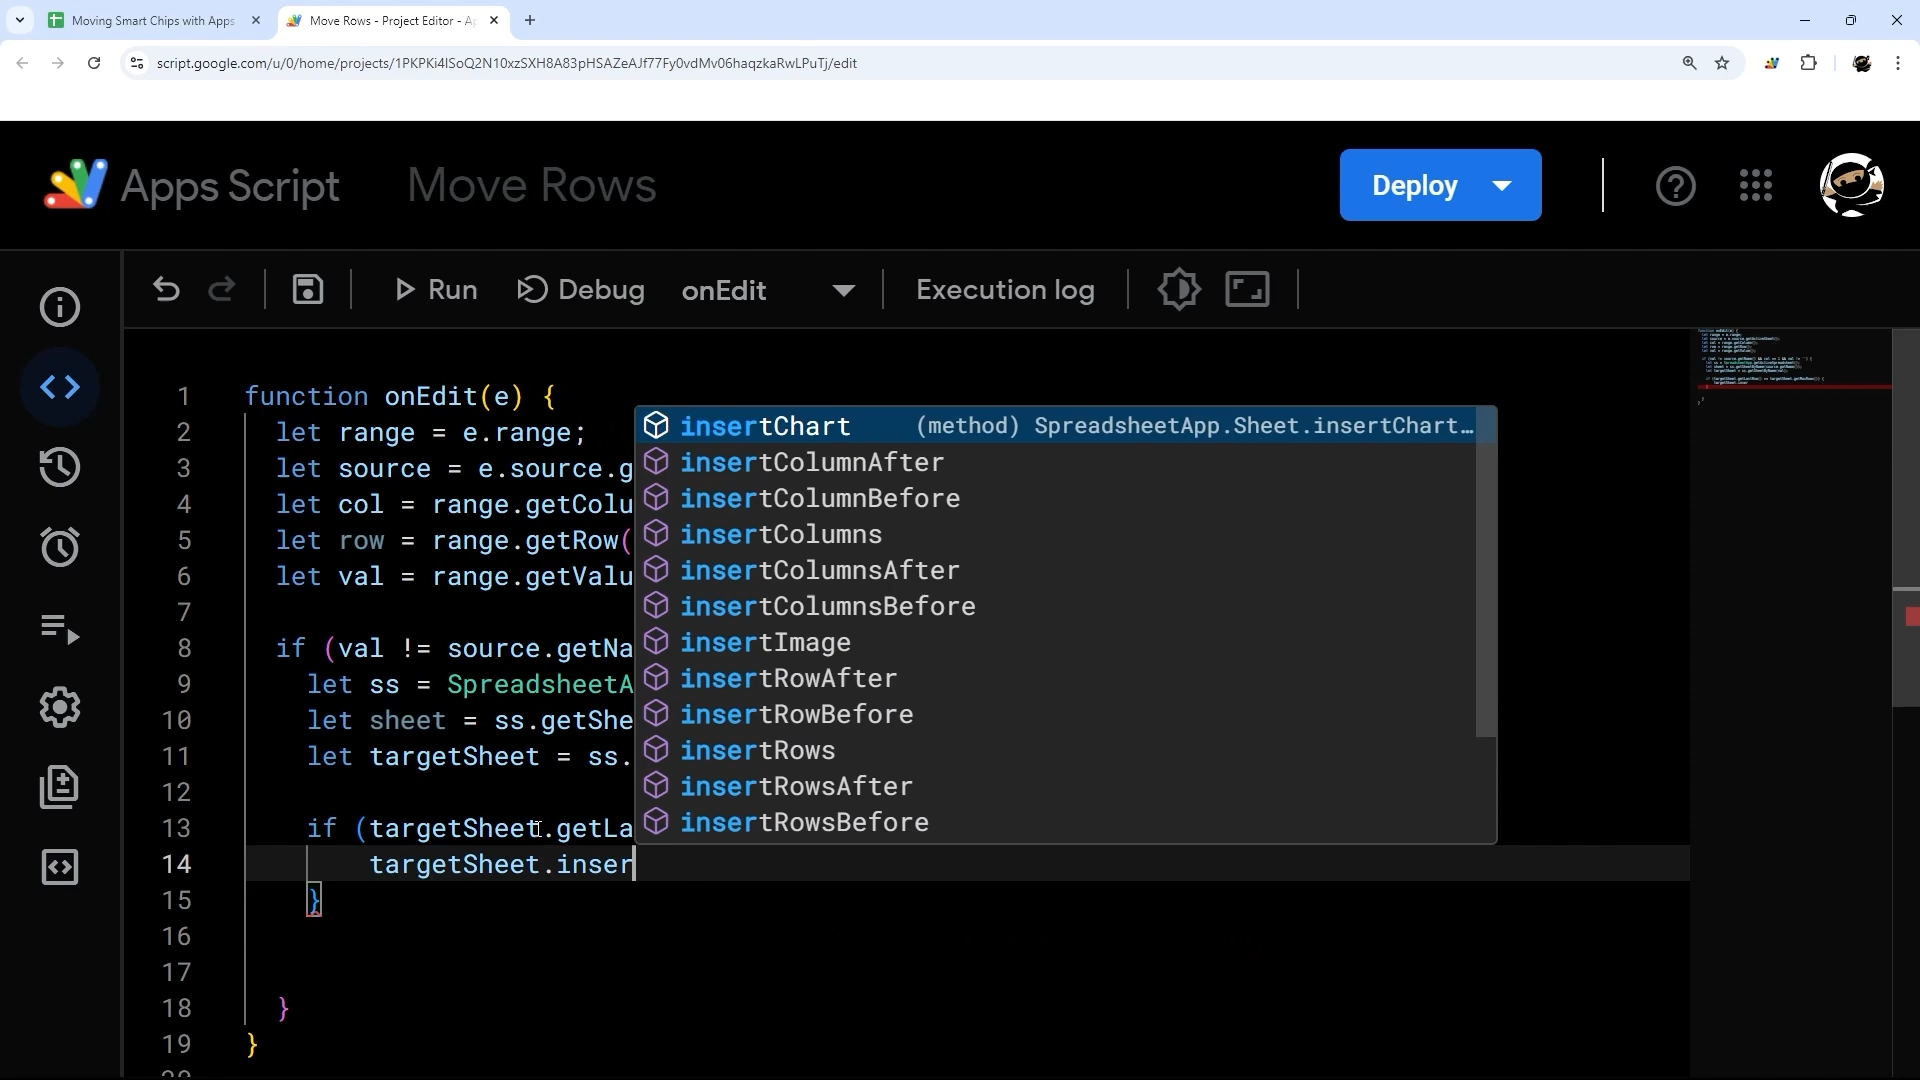 Moving Smart Chips with Apps
Move Rows - Project Editor - Ap
script.google.com/u/0/home/projects/1PKPKi4lSoQ2N10xzSXH8A83pHSAZeAJf77Fy0vdMv06haqzkaRwLPuTj/edit
Apps Script
Move Rows
Deploy
Run
Debug
onEdit
Execution log
1 function onEdit(e) {
2 let range = e.range;
3 let source = e.source.g
4 let col = range.getColu
5 let row = range.getRow(
6 let val = range.getValu
7
8 if (val != source.getNa
9 let ss = SpreadsheetA
10 let sheet = ss.getShe
11 let targetSheet = ss.
12
13 if (targetSheet.getLa
14 targetSheet.inser
15 }
16
17
18 }
19 }
insertChart (method) SpreadsheetApp.Sheet.insertChart…
insertColumnAfter
insertColumnBefore
insertColumns
insertColumnsAfter
insertColumnsBefore
insertImage
insertRowAfter
insertRowBefore
insertRows
insertRowsAfter
insertRowsBefore